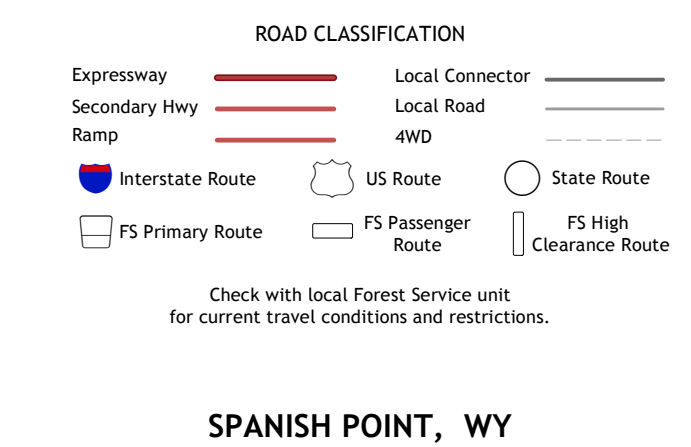 ROAD CLASSIFICATION
Expressway
Local Connector
Secondary Hwy
Local Road
Ramp
4WD
Interstate Route
US Route
State Route
FS Primary Route
FS Passenger
Route
FS High
Clearance Route
Check with local Forest Service unit
for current travel conditions and restrictions.
SPANISH POINT, WY